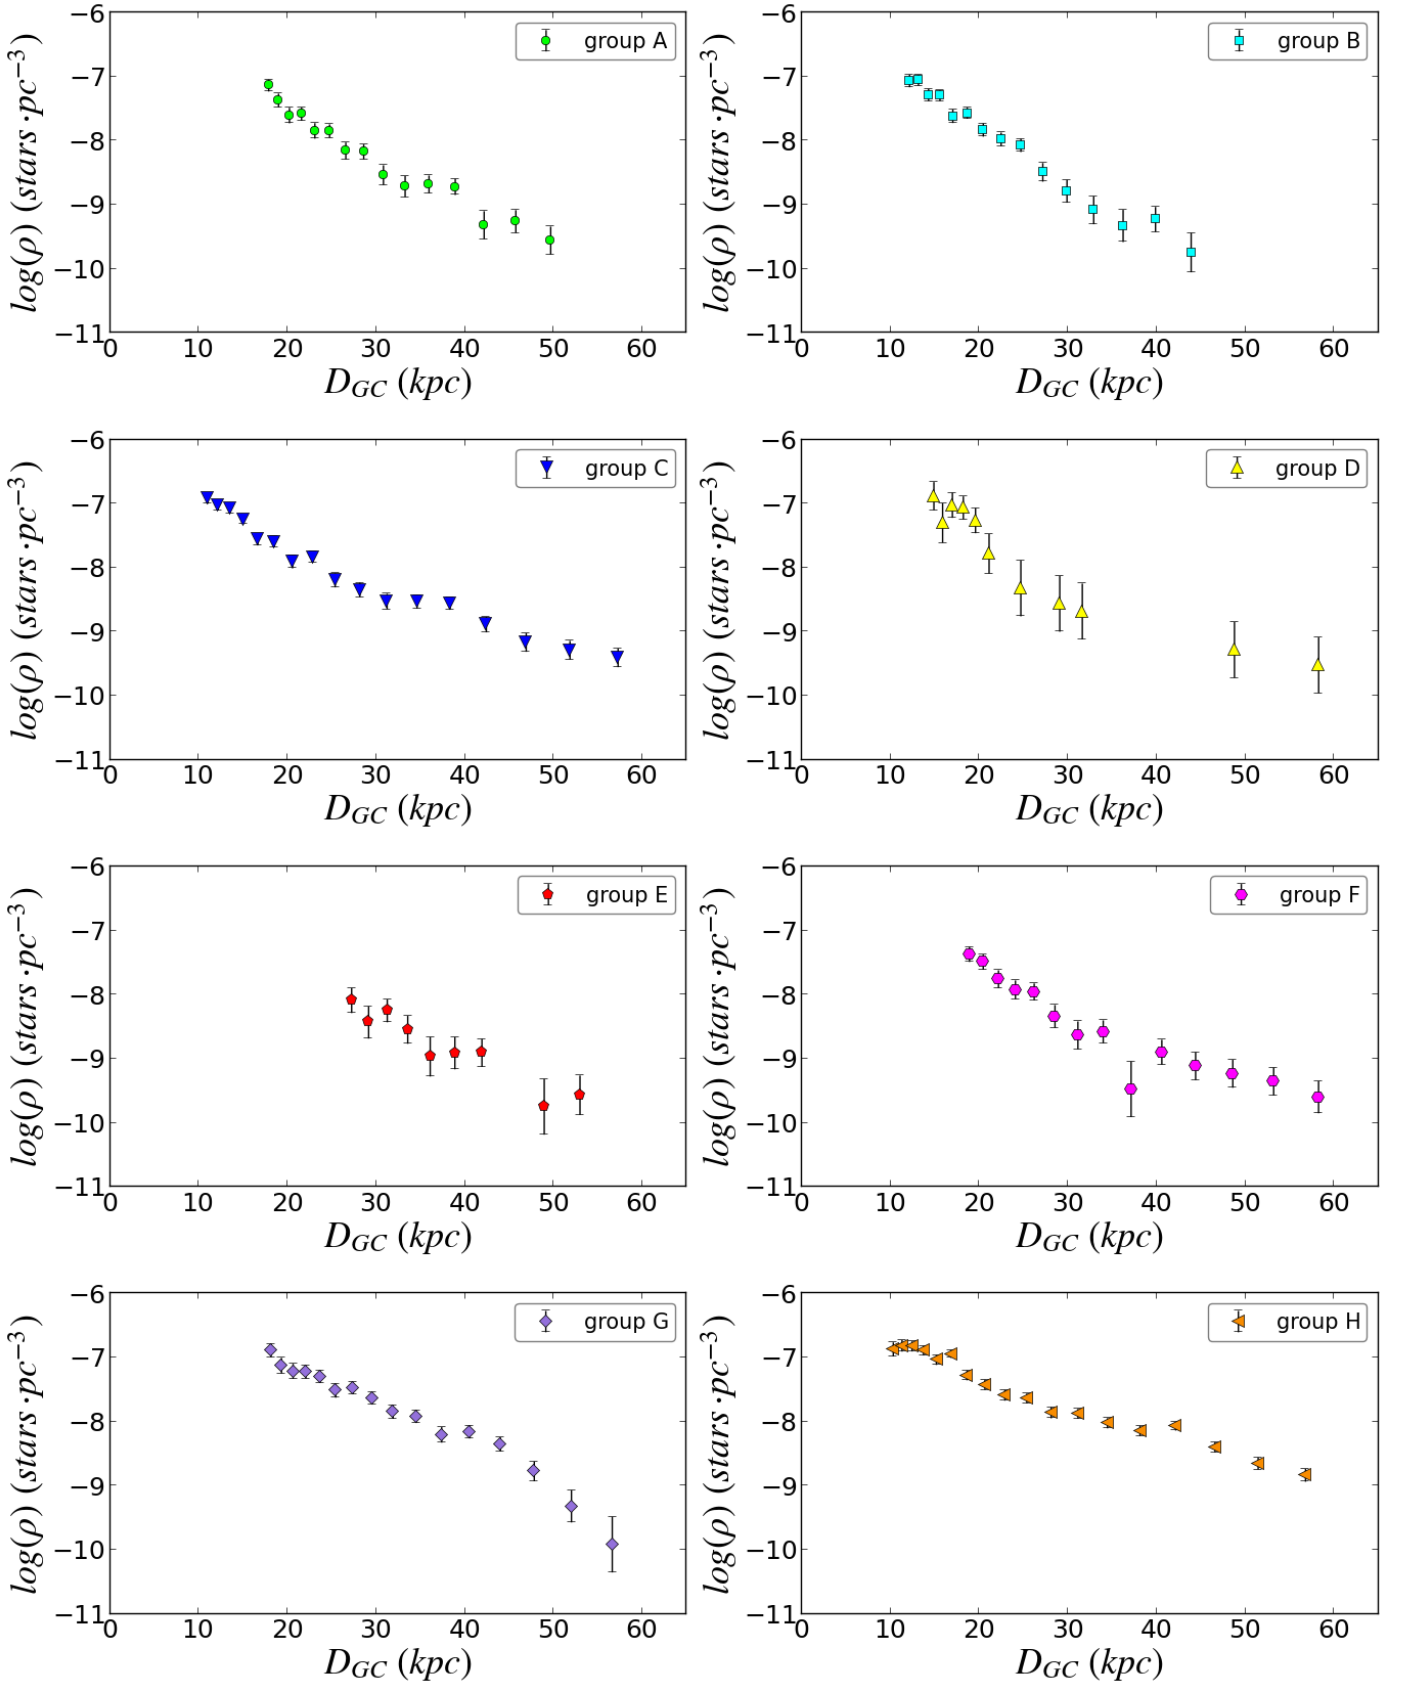 −6
−7
−8
−9
−10
−11
log(ρ) (stars·pc⁻³)
group A
0 10 20 30 40 50 60
D_GC (kpc)
−6
−7
−8
−9
−10
−11
log(ρ) (stars·pc⁻³)
group B
0 10 20 30 40 50 60
D_GC (kpc)
−6
−7
−8
−9
−10
−11
log(ρ) (stars·pc⁻³)
group C
0 10 20 30 40 50 60
D_GC (kpc)
−6
−7
−8
−9
−10
−11
log(ρ) (stars·pc⁻³)
group D
0 10 20 30 40 50 60
D_GC (kpc)
−6
−7
−8
−9
−10
−11
log(ρ) (stars·pc⁻³)
group E
0 10 20 30 40 50 60
D_GC (kpc)
−6
−7
−8
−9
−10
−11
log(ρ) (stars·pc⁻³)
group F
0 10 20 30 40 50 60
D_GC (kpc)
−6
−7
−8
−9
−10
−11
log(ρ) (stars·pc⁻³)
group G
0 10 20 30 40 50 60
D_GC (kpc)
−6
−7
−8
−9
−10
−11
log(ρ) (stars·pc⁻³)
group H
0 10 20 30 40 50 60
D_GC (kpc)